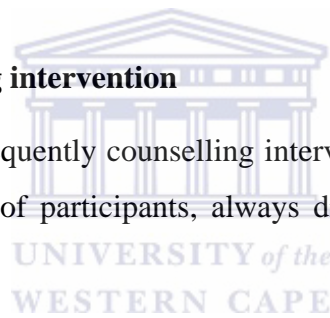 intervention
quently counselling interv
of participants, always d
UNIVERSITY of the
WESTERN CAPE